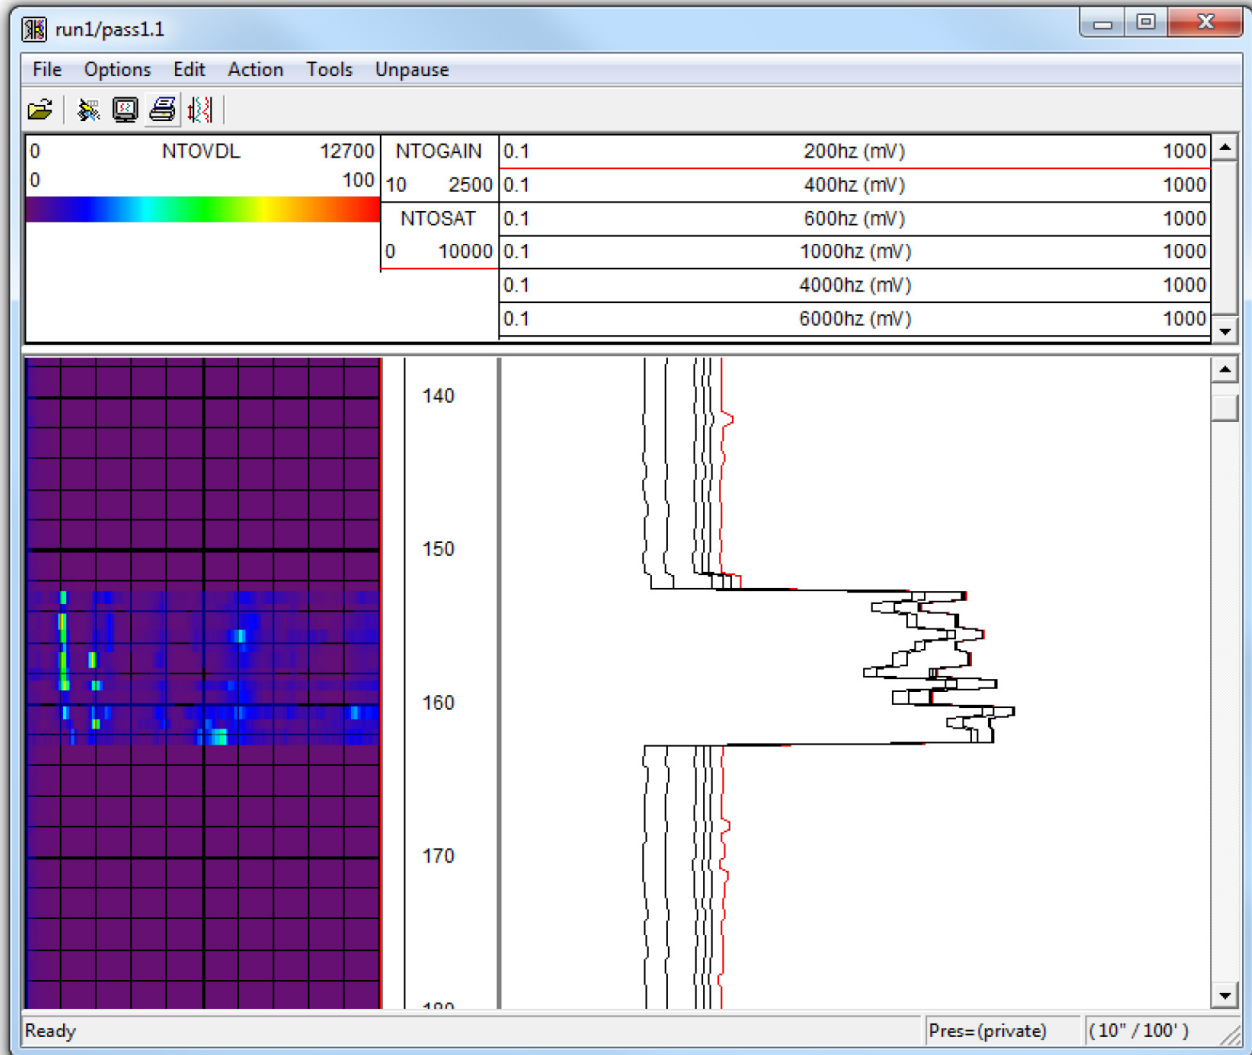 run1/pass1.1
File Options Edit Action Tools Unpause
0 NTOVDL 12700 NTOGAIN 0.1 200hz (mV) 1000
0 100 10 2500 0.1 400hz (mV) 1000
NTOSAT 0.1 600hz (mV) 1000
0 10000 0.1 1000hz (mV) 1000
0.1 4000hz (mV) 1000
0.1 6000hz (mV) 1000
140
150
160
170
Ready Pres=(private) (10" / 100')